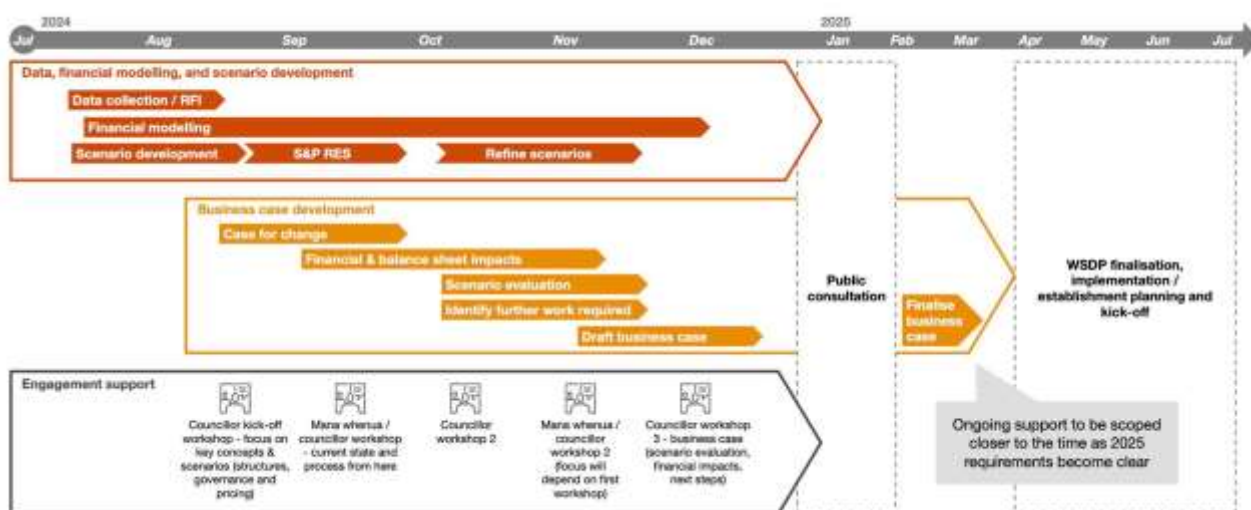 2024
2025
Jul
Aug
Sep
Oct
Nov
Dec
Jan
Feb
Mar
Apr
May
Jun
Jul
Data, financial modelling, and scenario development
Data collection / RFI
Financial modelling
Scenario development
S&P RES
Refine scenarios
Business case development
Case for change
Financial & balance sheet impacts
Scenario evaluation
Identify further work required
Draft business case
Public
consultation
Finalise
business
case
WSDP finalisation,
implementation /
establishment planning and
kick-off
Engagement support
Councillor kick-off
workshop - focus on
key concepts &
scenarios (structures,
governance and
pricing)
Mana whenua /
councillor workshop
- current state and
process from here
Councillor
workshop 2
Mana whenua /
councillor
workshop 2
(focus will
depend on first
workshop)
Councillor workshop
3 - business case
(scenario evaluation,
financial impacts,
next steps)
Ongoing support to be scoped
closer to the time as 2025
requirements become clear